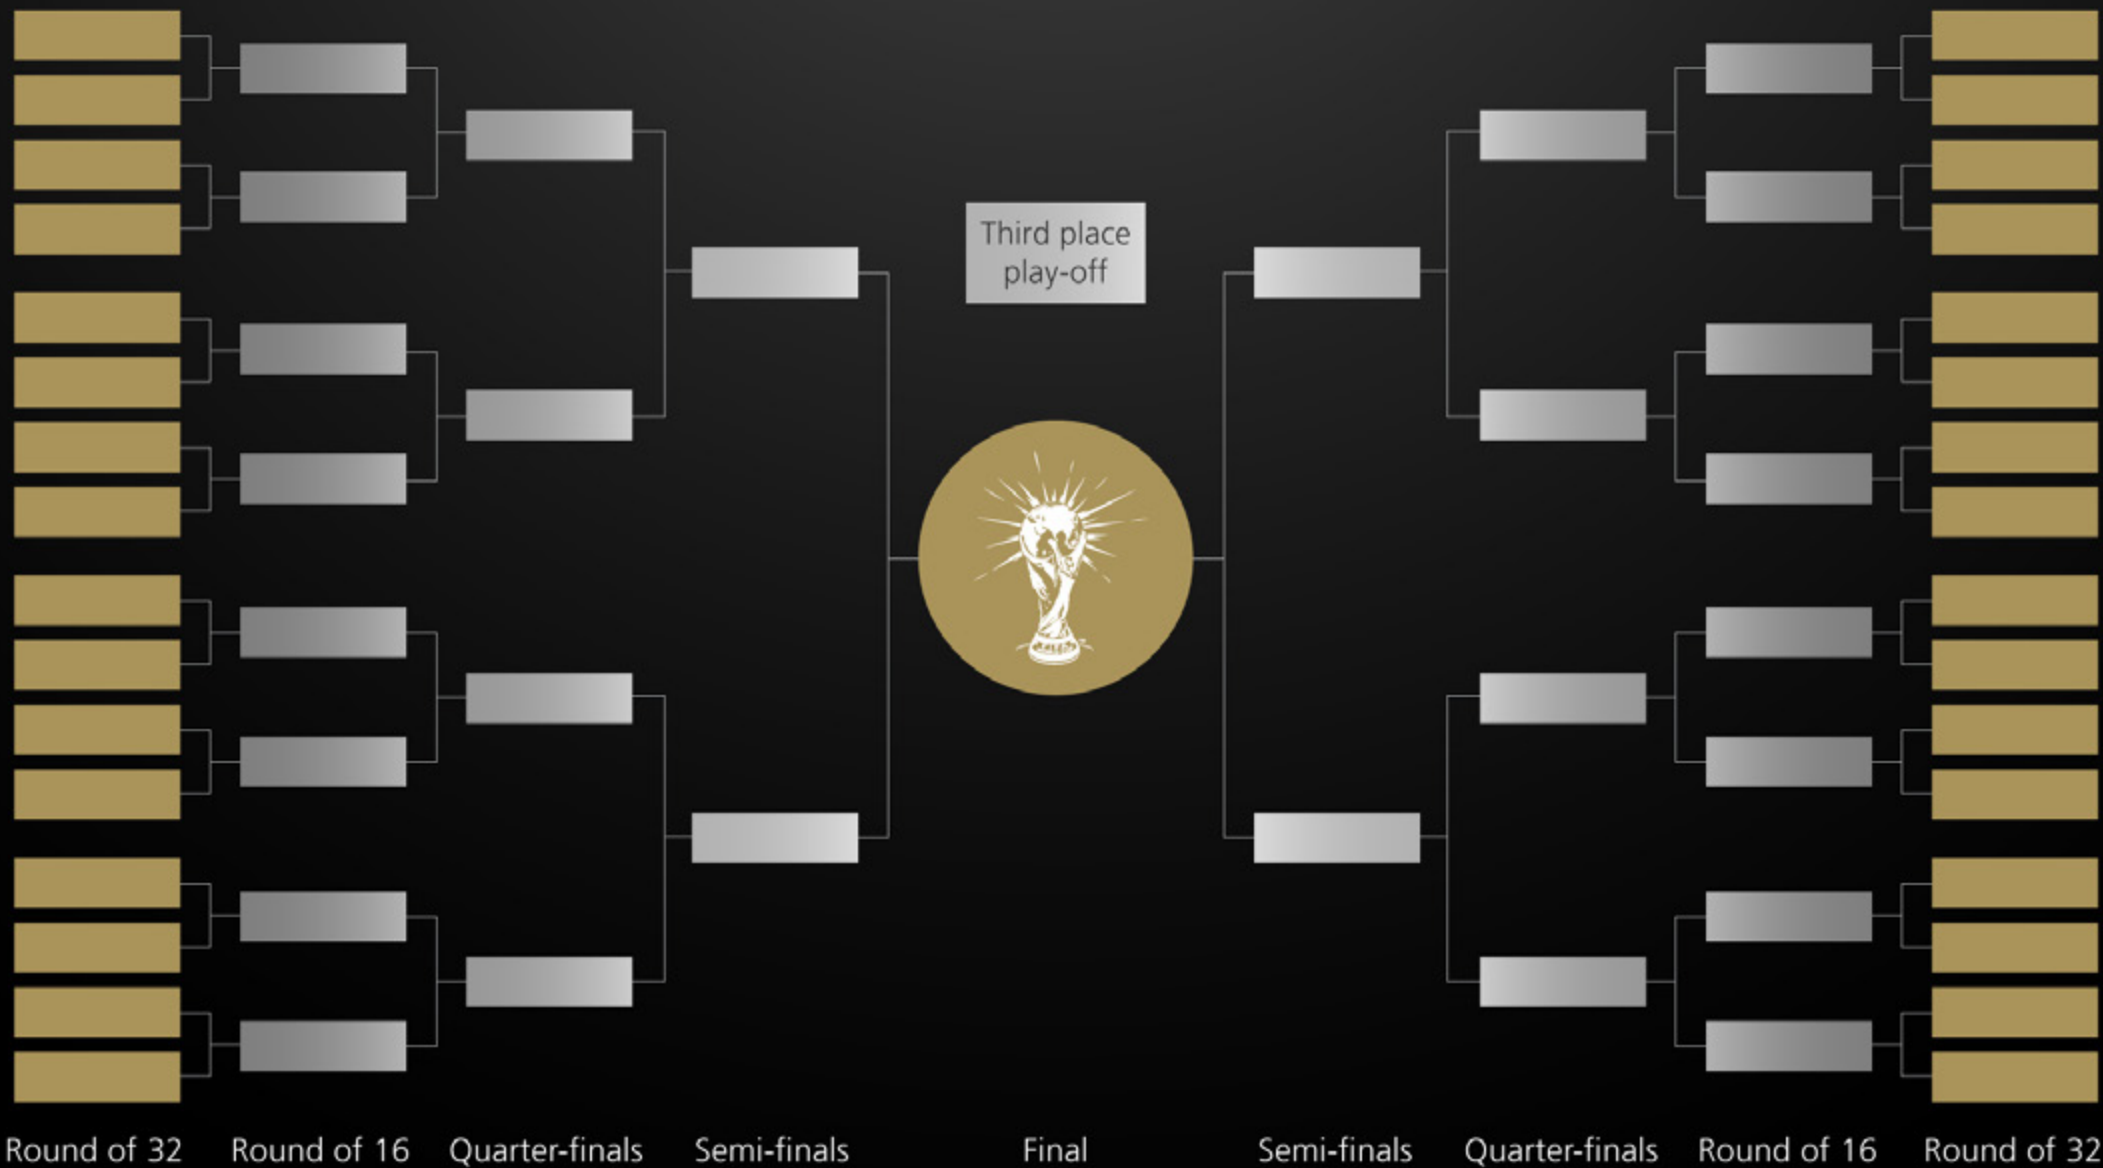 Third place
play-off
Round of 32
Round of 16
Quarter-finals
Semi-finals
Final
Semi-finals
Quarter-finals
Round of 16
Round of 32